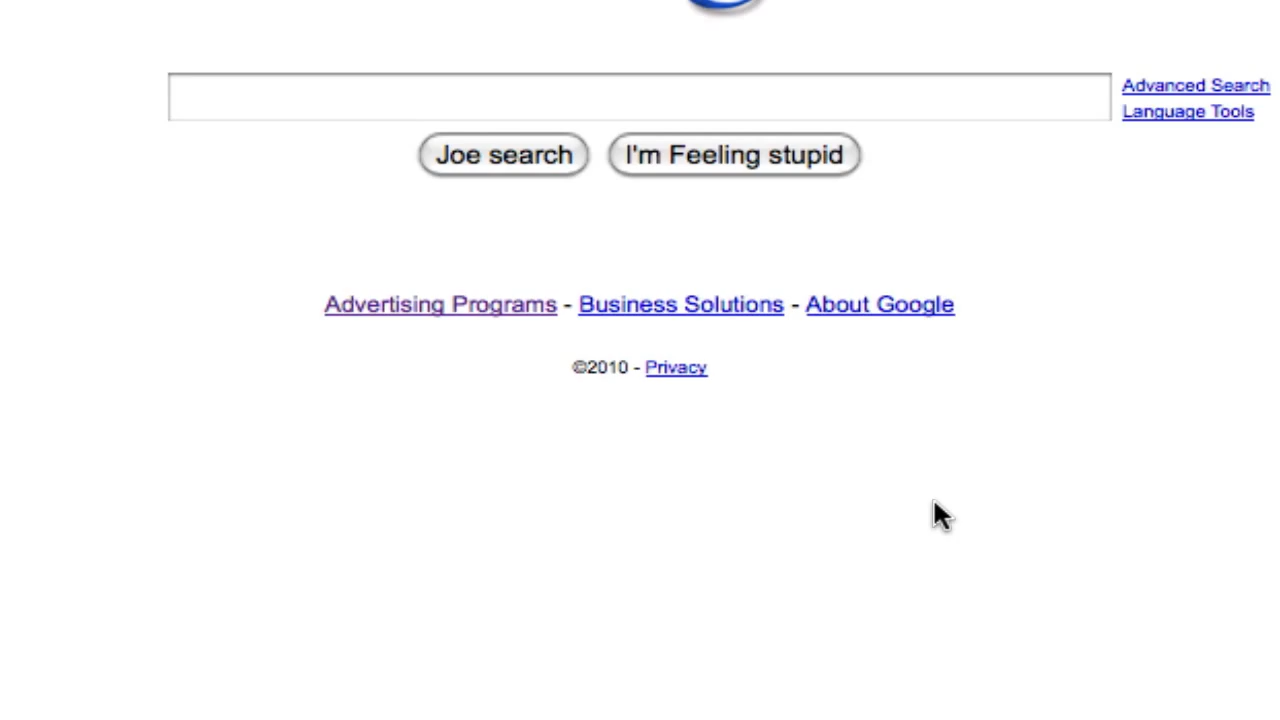 Advanced Search
Language Tools
Joe search I'm Feeling stupid
Advertising Programs - Business Solutions - About Google
©2010 - Privacy